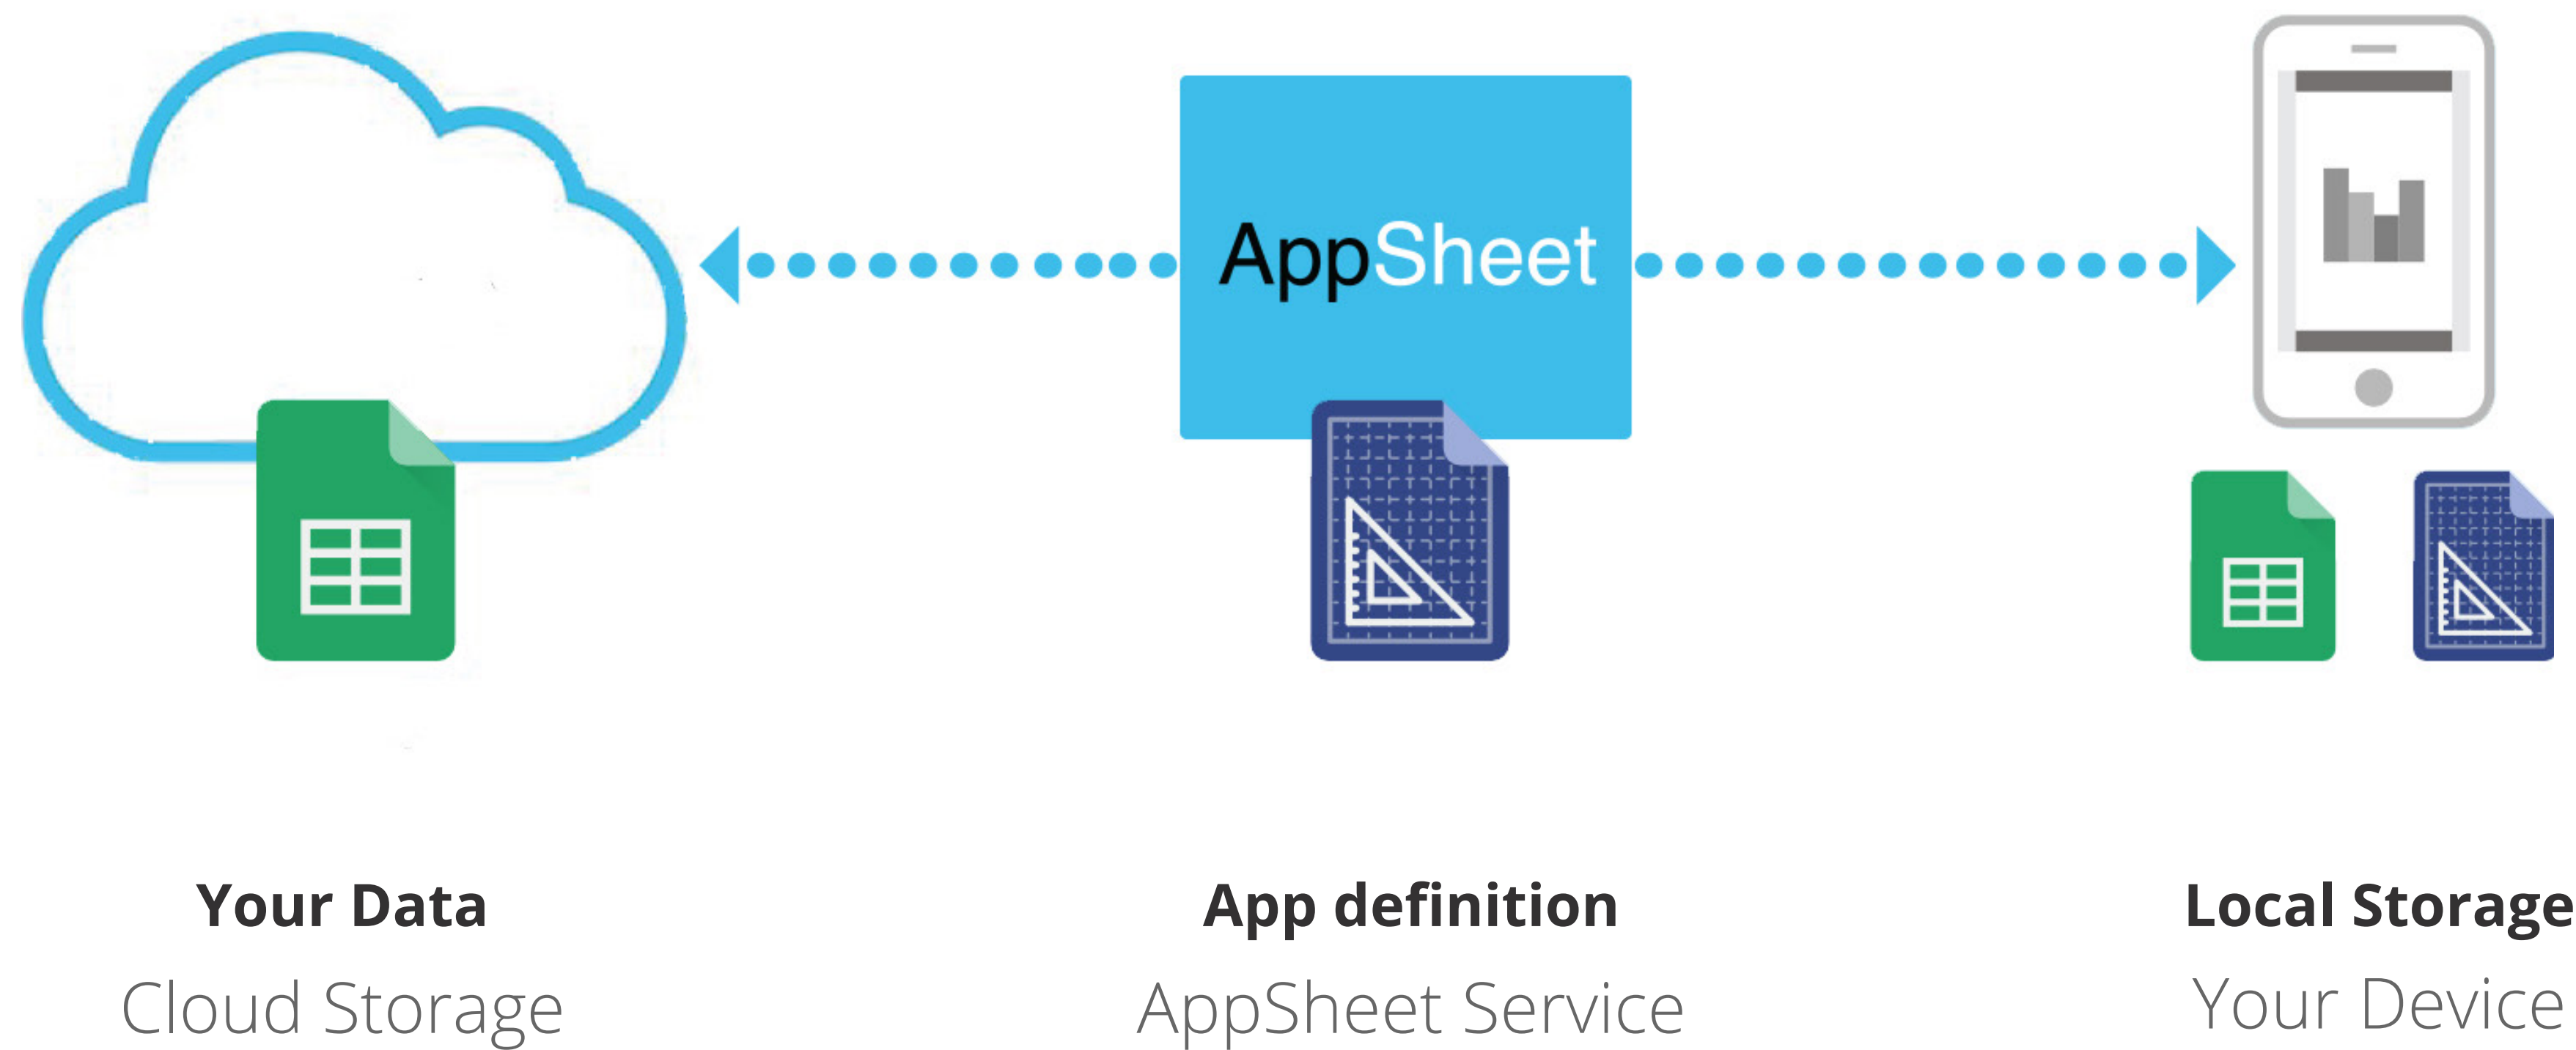 AppSheet
Your Data
Cloud Storage
App definition
AppSheet Service
Local Storage
Your Device